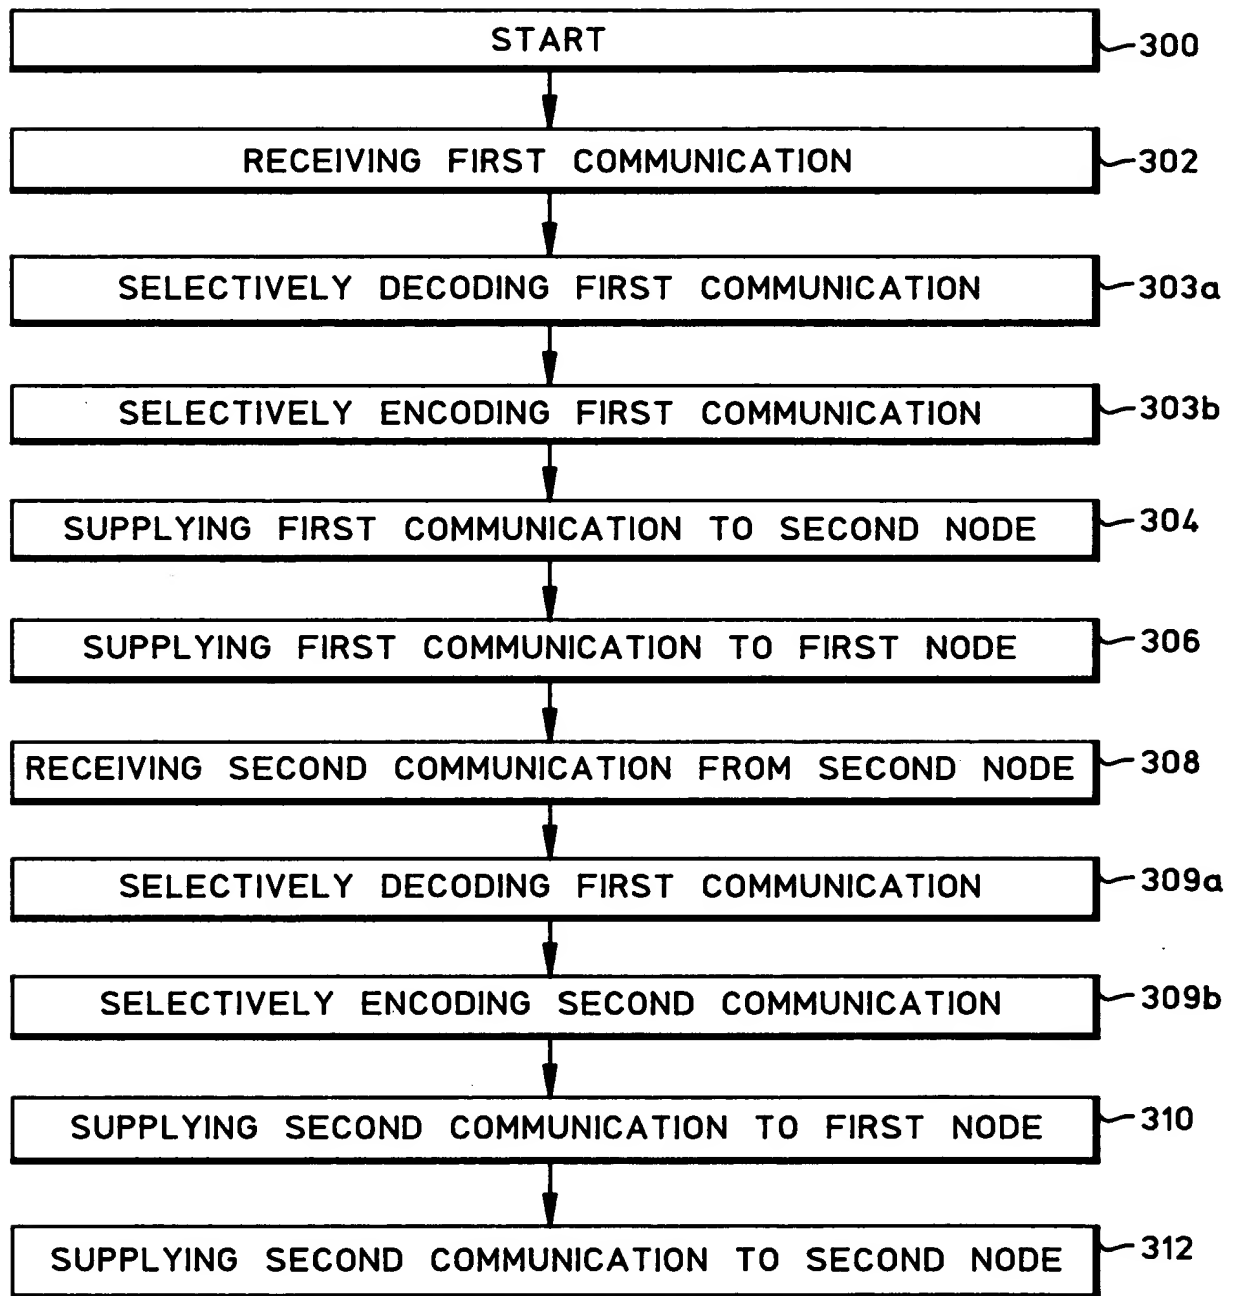 START
300
RECEIVING FIRST COMMUNICATION
302
SELECTIVELY DECODING FIRST COMMUNICATION
303a
SELECTIVELY ENCODING FIRST COMMUNICATION
303b
SUPPLYING FIRST COMMUNICATION TO SECOND NODE
304
SUPPLYING FIRST COMMUNICATION TO FIRST NODE
306
RECEIVING SECOND COMMUNICATION FROM SECOND NODE
308
SELECTIVELY DECODING FIRST COMMUNICATION
309a
SELECTIVELY ENCODING SECOND COMMUNICATION
309b
SUPPLYING SECOND COMMUNICATION TO FIRST NODE
310
SUPPLYING SECOND COMMUNICATION TO SECOND NODE
312